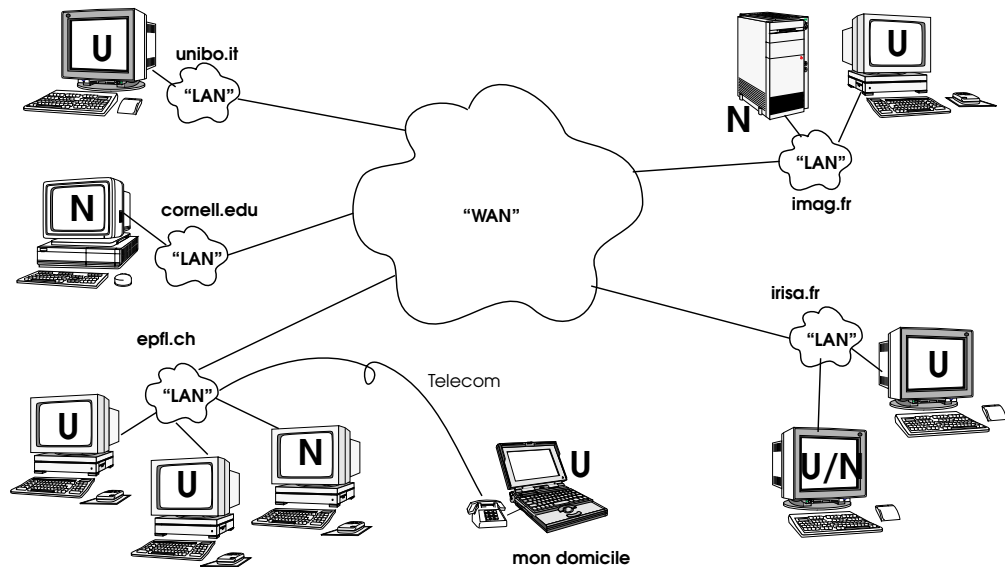 U
unibo.it
“LAN”
N
U
“LAN”
imag.fr
N
cornell.edu
“LAN”
“WAN”
irisa.fr
“LAN”
U
U/N
epfl.ch
“LAN”
Telecom
U
U
N
U
mon domicile